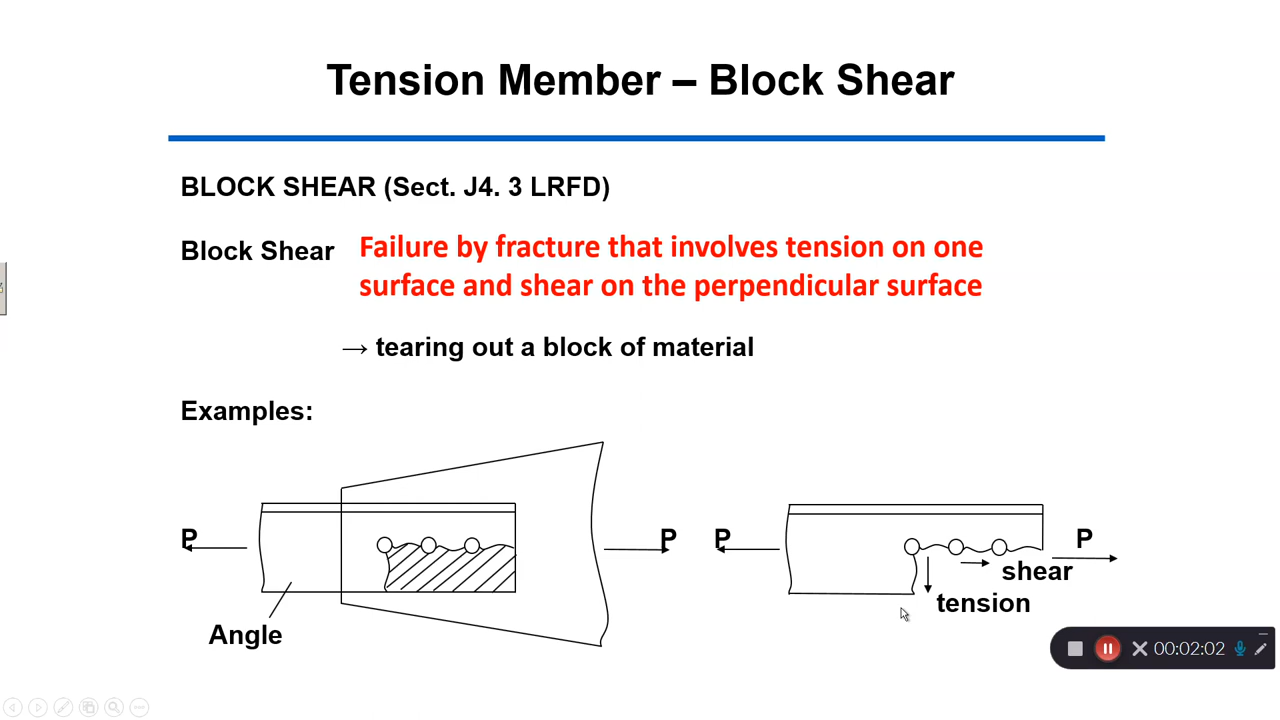 Tension Member – Block Shear
BLOCK SHEAR (Sect. J4. 3 LRFD)
Block Shear Failure by fracture that involves tension on one
surface and shear on the perpendicular surface
→ tearing out a block of material
Examples:
P
P
Angle
P
P
shear
tension
00:02:02